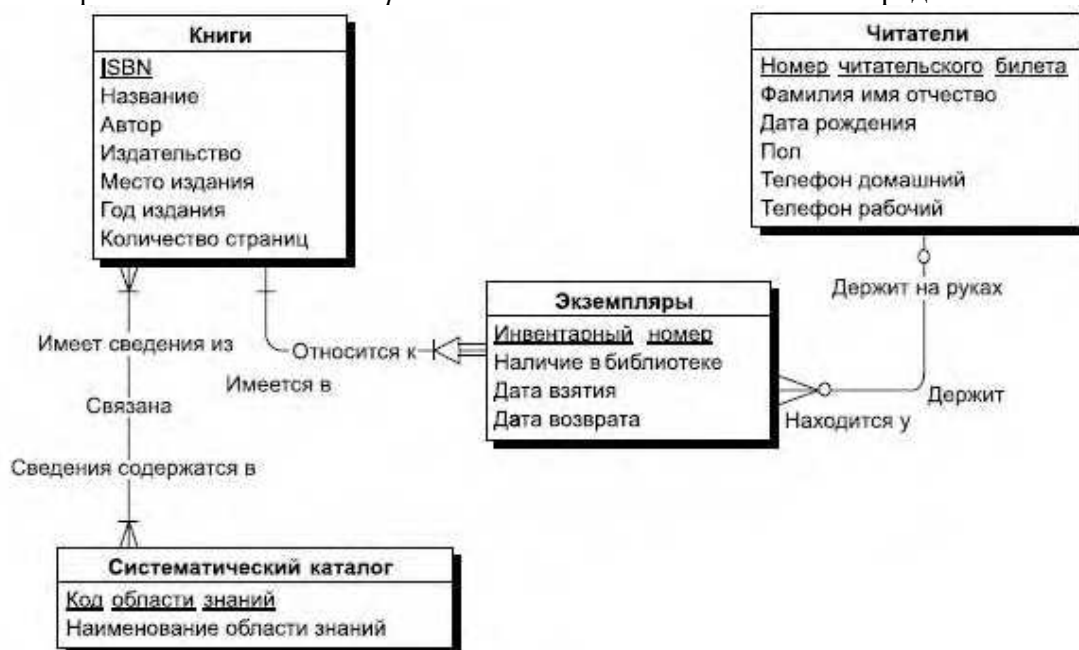 Книги
ISBN
Название
Автор
Издательство
Место издания
Год издания
Количество страниц
Читатели
Номер читательского билета
Фамилия имя отчество
Дата рождения
Пол
Телефон домашний
Телефон рабочий
Держит на руках
Экземпляры
Инвентарный номер
Наличие в библиотеке
Дата взятия
Дата возврата
Имеет сведения из
Относится к
Имеется в
Связана
Держит
Находится у
Сведения содержатся в
Систематический каталог
Код области знаний
Наименование области знаний